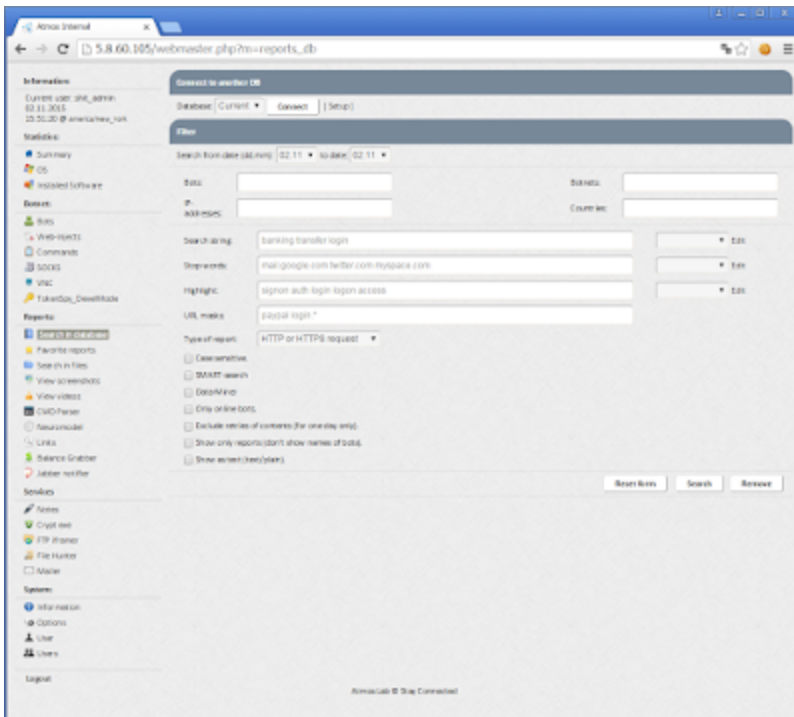 Atmos Internal
5.8.60.105/webmaster.php?m=reports_db
Information:
Current user: phit_admin
02.11.2015
15:51:20 @ america/new_york
Statistics:
Summary
OS
Installed Software
Botnet:
Bots
Web-injects
Commands
SOCKS
VNC
TokenSpy_DevelMode
Reports:
Search in database
Favorite reports
Search in files
View screenshots
View videos
CMD Parser
Neuromodel
Links
Balance Grabber
Jabber notifier
Services
Notes
Crypt exe
FTP iframer
File Hunter
Mailer
System:
Information
Options
User
Users
Logout
Connect to another DB
Database: Current Connect [Setup]
Filter
Search from date (dd.mm): 02.11 to date: 02.11
Bots: Botnets:
IP-addresses: Countries:
Search string: banking transfer login Edit
Stop-words: mail.google.com twitter.com myspace.com Edit
Highlight: signon auth login logon access Edit
URL masks: paypal login.*
Type of report: HTTP or HTTPS request
Case sensitive.
SMART-search
DataMiner
Only online bots.
Exclude retries of contents (for one day only).
Show only reports (don't show names of bots).
Show as text (text/plain).
Reset form Search Remove
Atmos Lab © Stay Connected